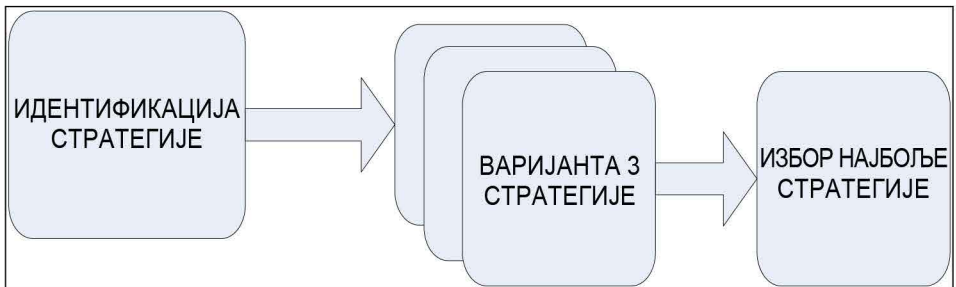 ИДЕНТИФИКАЦИЈА
СТРАТЕГИЈЕ
ВАРИЈАНТА 3
СТРАТЕГИЈЕ
ИЗБОР НАЈБОЉЕ
СТРАТЕГИЈЕ